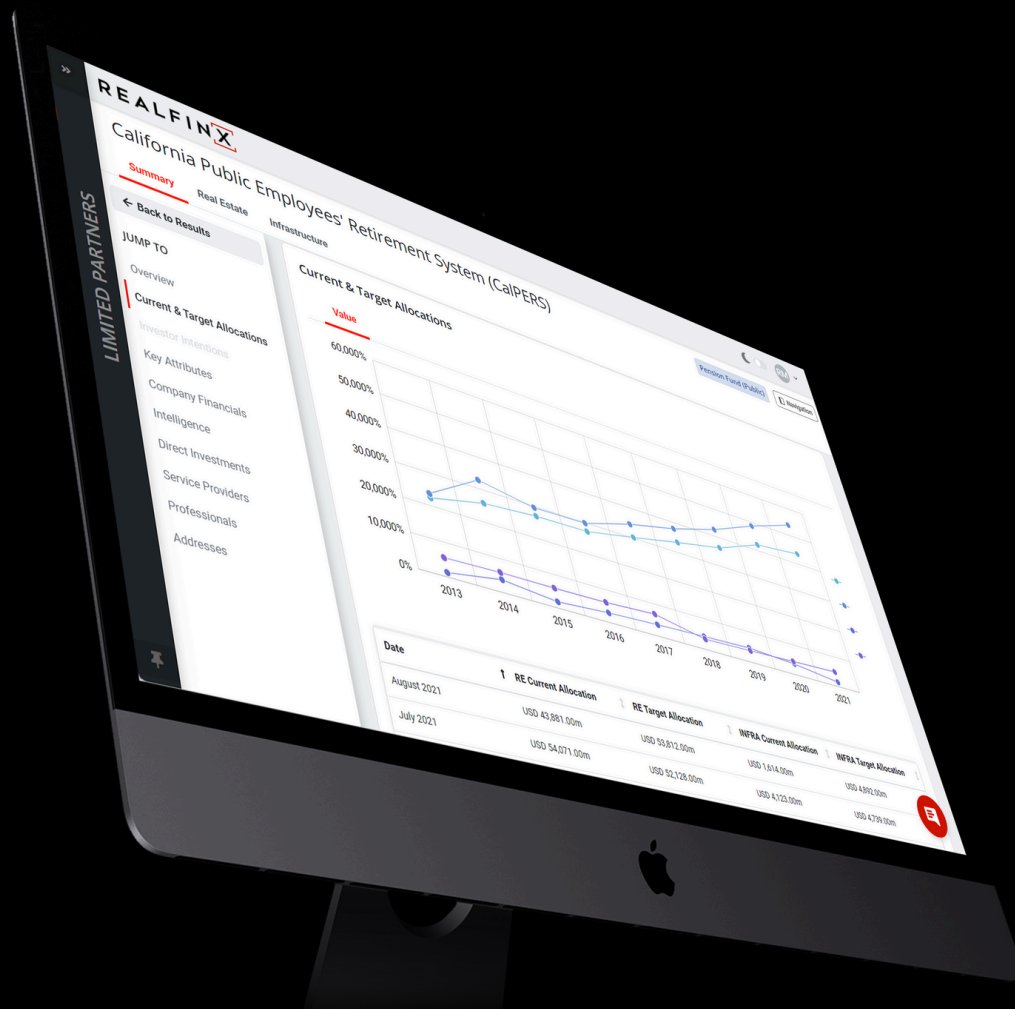 REALFINX
California Public Employees' Retirement System (CalPERS)
Summary
Real Estate
Infrastructure
Pension Fund (Public)
Navigation
LIMITED PARTNERS
← Back to Results
JUMP TO
Overview
Current & Target Allocations
Investor Intentions
Key Attributes
Company Financials
Intelligence
Direct Investments
Service Providers
Professionals
Addresses
Current & Target Allocations
Value
60,000%
50,000%
40,000%
30,000%
20,000%
10,000%
0%
2013 2014 2015 2016 2017 2018 2019 2020 2021
Date RE Current Allocation RE Target Allocation INFRA Current Allocation INFRA Target Allocation
August 2021 USD 43,881.00m USD 53,812.00m USD 1,614.00m USD 4,892.00m
July 2021 USD 54,071.00m USD 52,128.00m USD 4,123.00m USD 4,739.00m